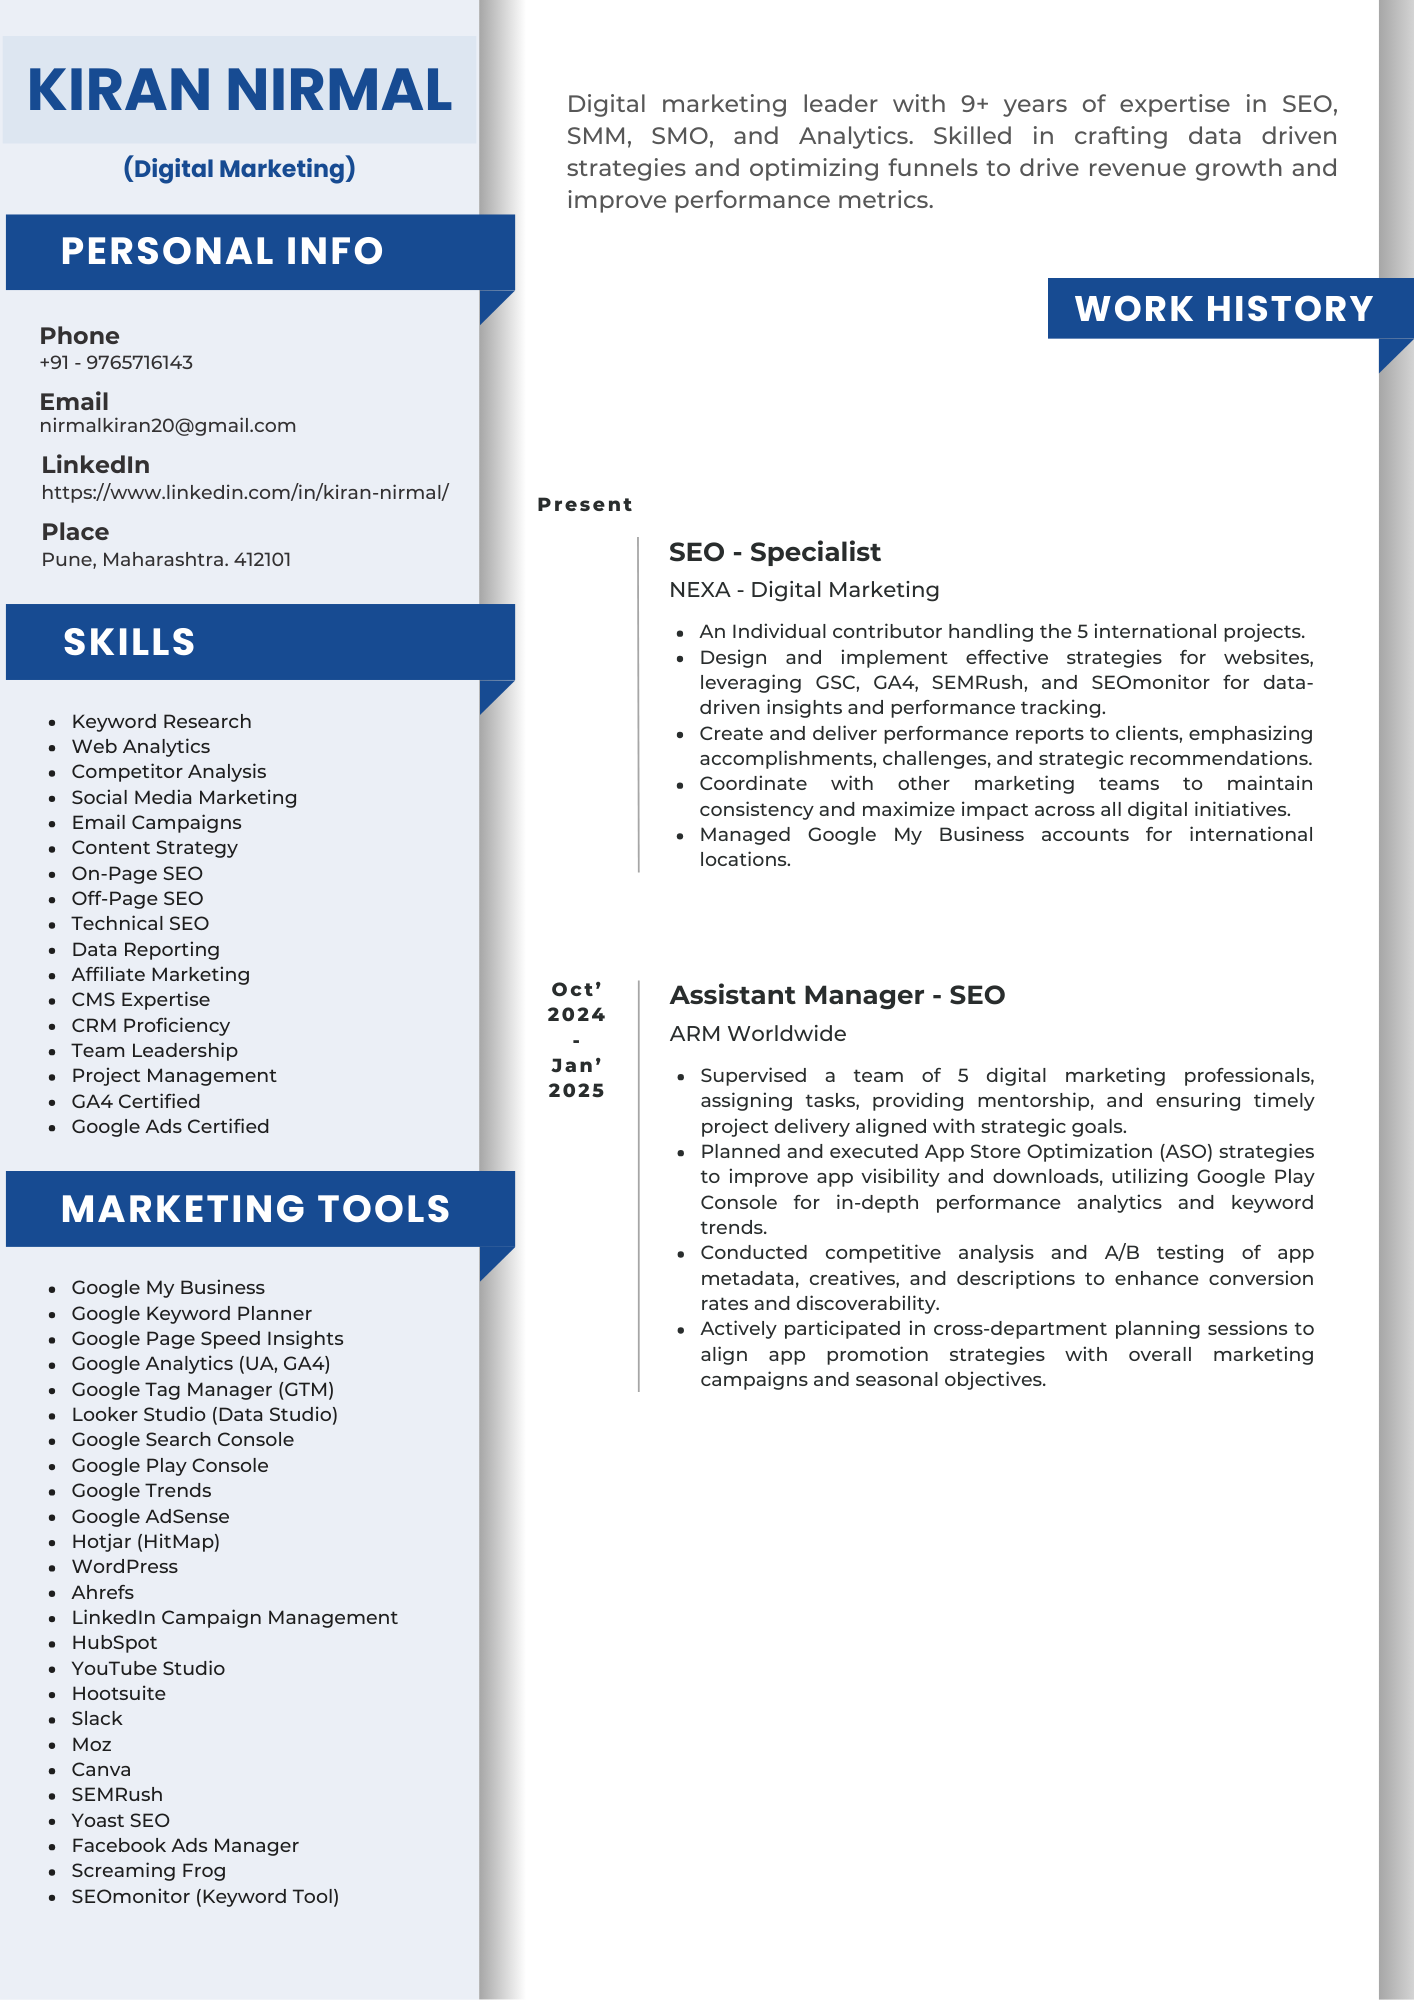 KIRAN NIRMAL
(Digital Marketing)
PERSONAL INFO
Phone
+91 - 9765716143
Email
nirmalkiran20@gmail.com
LinkedIn
https://www.linkedin.com/in/kiran-nirmal/
Place
Pune, Maharashtra. 412101
SKILLS
Keyword Research
Web Analytics
Competitor Analysis
Social Media Marketing
Email Campaigns
Content Strategy
On-Page SEO
Off-Page SEO
Technical SEO
Data Reporting
Affiliate Marketing
CMS Expertise
CRM Proficiency
Team Leadership
Project Management
GA4 Certified
Google Ads Certified
MARKETING TOOLS
Google My Business
Google Keyword Planner
Google Page Speed Insights
Google Analytics (UA, GA4)
Google Tag Manager (GTM)
Looker Studio (Data Studio)
Google Search Console
Google Play Console
Google Trends
Google AdSense
Hotjar (HitMap)
WordPress
Ahrefs
LinkedIn Campaign Management
HubSpot
YouTube Studio
Hootsuite
Slack
Moz
Canva
SEMRush
Yoast SEO
Facebook Ads Manager
Screaming Frog
SEOmonitor (Keyword Tool)
Digital marketing leader with 9+ years of expertise in SEO,
SMM, SMO, and Analytics. Skilled in crafting data driven
strategies and optimizing funnels to drive revenue growth and
improve performance metrics.
WORK HISTORY
Present
SEO - Specialist
NEXA - Digital Marketing
An Individual contributor handling the 5 international projects.
Design and implement effective strategies for websites,
leveraging GSC, GA4, SEMRush, and SEOmonitor for data-
driven insights and performance tracking.
Create and deliver performance reports to clients, emphasizing
accomplishments, challenges, and strategic recommendations.
Coordinate with other marketing teams to maintain
consistency and maximize impact across all digital initiatives.
Managed Google My Business accounts for international
locations.
Oct’
2024
-
Jan’
2025
Assistant Manager - SEO
ARM Worldwide
Supervised a team of 5 digital marketing professionals,
assigning tasks, providing mentorship, and ensuring timely
project delivery aligned with strategic goals.
Planned and executed App Store Optimization (ASO) strategies
to improve app visibility and downloads, utilizing Google Play
Console for in-depth performance analytics and keyword
trends.
Conducted competitive analysis and A/B testing of app
metadata, creatives, and descriptions to enhance conversion
rates and discoverability.
Actively participated in cross-department planning sessions to
align app promotion strategies with overall marketing
campaigns and seasonal objectives.